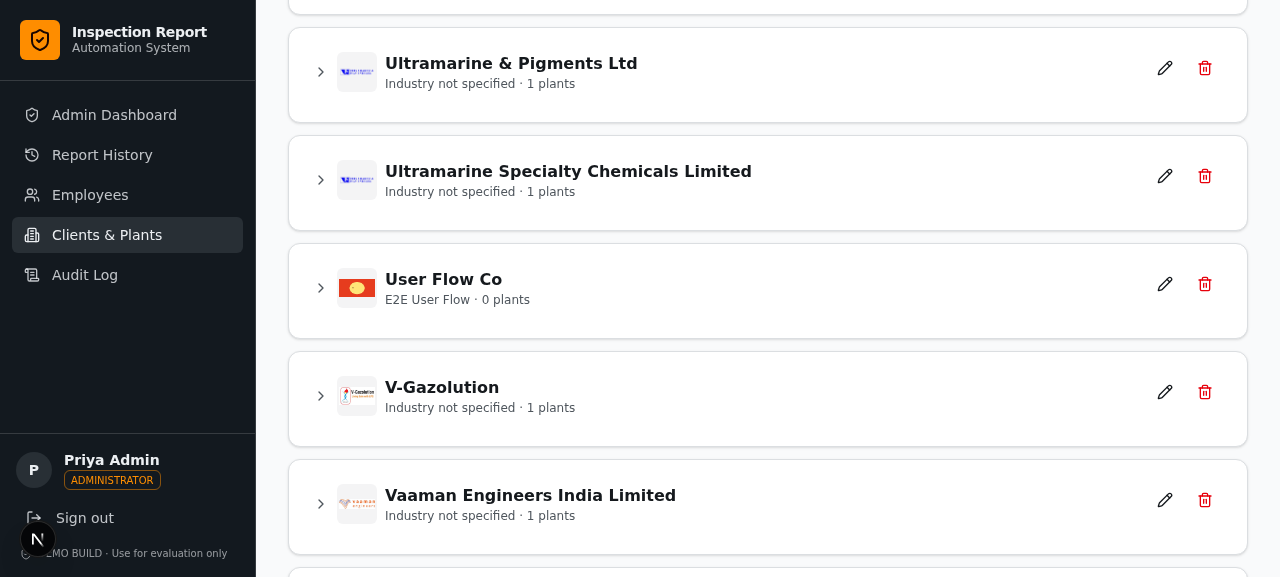 Inspection Report
Automation System
Admin Dashboard
Report History
Employees
Clients & Plants
Audit Log
P
Priya Admin
ADMINISTRATOR
Sign out
N
MO BUILD · Use for evaluation only
Ultramarine & Pigments Ltd
Industry not specified · 1 plants
Ultramarine Specialty Chemicals Limited
Industry not specified · 1 plants
User Flow Co
E2E User Flow · 0 plants
V-Gazolution
Industry not specified · 1 plants
Vaaman Engineers India Limited
Industry not specified · 1 plants